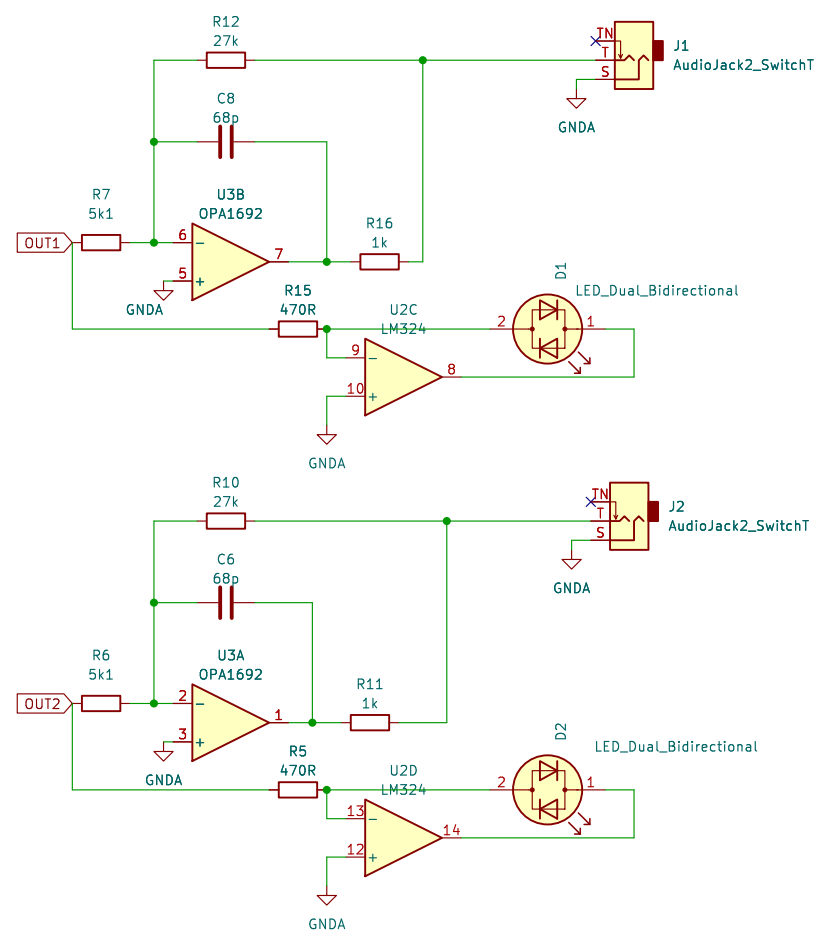 R12
27k
TN
T
S
J1
AudioJack2_SwitchT
GNDA
C8
68p
R7
5k1
OUT1
U3B
OPA1692
6
5
7
−
+
GNDA
R16
1k
R15
470R
U2C
LM324
9
10
8
−
+
GNDA
D1
LED_Dual_Bidirectional
2
1
R10
27k
TN
T
S
J2
AudioJack2_SwitchT
GNDA
C6
68p
R6
5k1
OUT2
U3A
OPA1692
2
3
1
−
+
GNDA
R11
1k
R5
470R
U2D
LM324
13
12
14
−
+
GNDA
D2
LED_Dual_Bidirectional
2
1